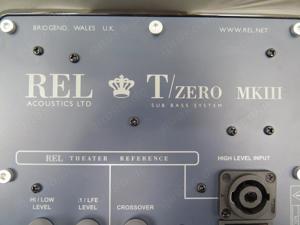 BRIDGEND, WALES U.K.
WWW.REL.NET
REL T/ZERO MKIII
ACOUSTICS LTD
SUB BASS SYSTEM
REL THEATER REFERENCE
HIGH LEVEL INPUT
HI / LOW LEVEL
.1 / LFE LEVEL
CROSSOVER